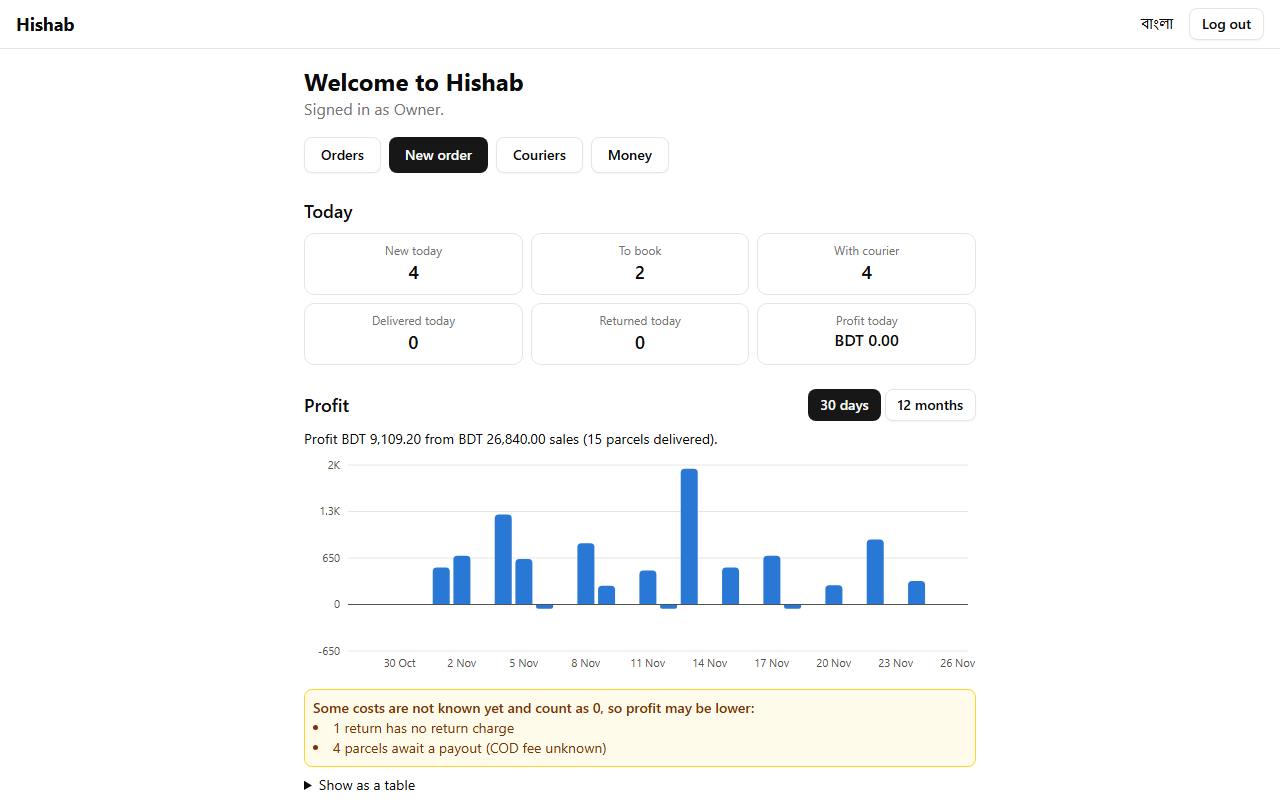 Hishab
বাংলা
Log out
Welcome to Hishab
Signed in as Owner.
Orders
New order
Couriers
Money
Today
New today
4
To book
2
With courier
4
Delivered today
0
Returned today
0
Profit today
BDT 0.00
Profit
30 days
12 months
Profit BDT 9,109.20 from BDT 26,840.00 sales (15 parcels delivered).
2K
1.3K
650
0
-650
30 Oct
2 Nov
5 Nov
8 Nov
11 Nov
14 Nov
17 Nov
20 Nov
23 Nov
26 Nov
Some costs are not known yet and count as 0, so profit may be lower:
1 return has no return charge
4 parcels await a payout (COD fee unknown)
Show as a table